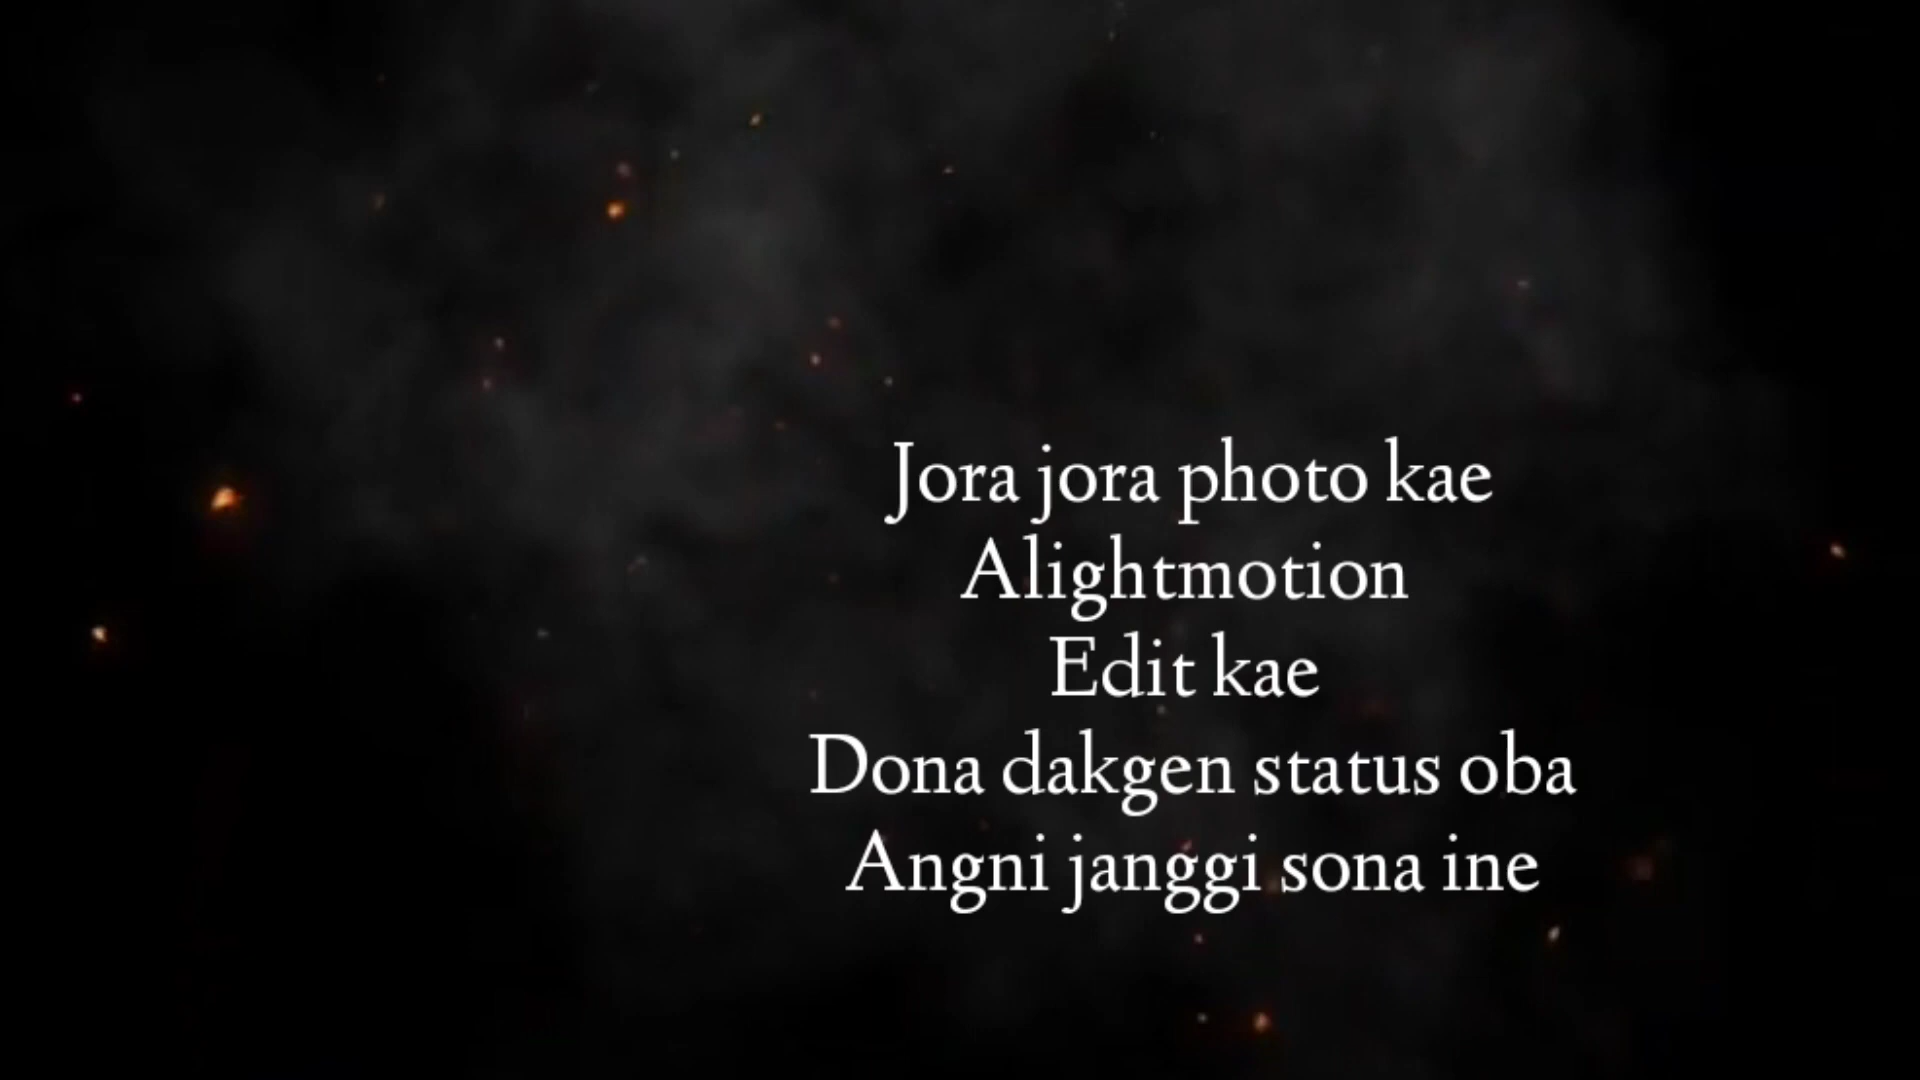 Jora jora photo kae
Alightmotion
Edit kae
Dona dakgen status oba
Angni janggi sona ine